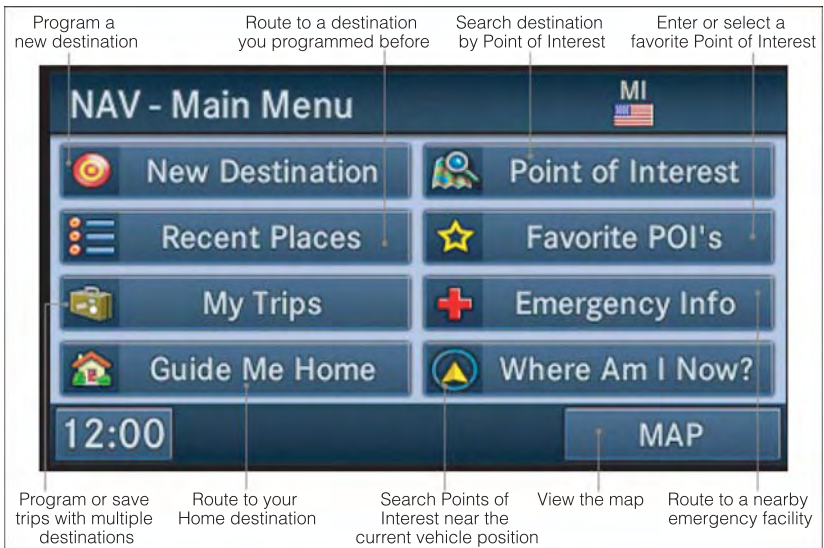 Program a
new destination
Route to a destination
you programmed before
Search destination
by Point of Interest
Enter or select a
favorite Point of Interest
NAV - Main Menu
MI
New Destination
Point of Interest
Recent Places
Favorite POI's
My Trips
Emergency Info
Guide Me Home
Where Am I Now?
12:00
MAP
Program or save
trips with multiple
destinations
Route to your
Home destination
Search Points of
Interest near the
current vehicle position
View the map
Route to a nearby
emergency facility